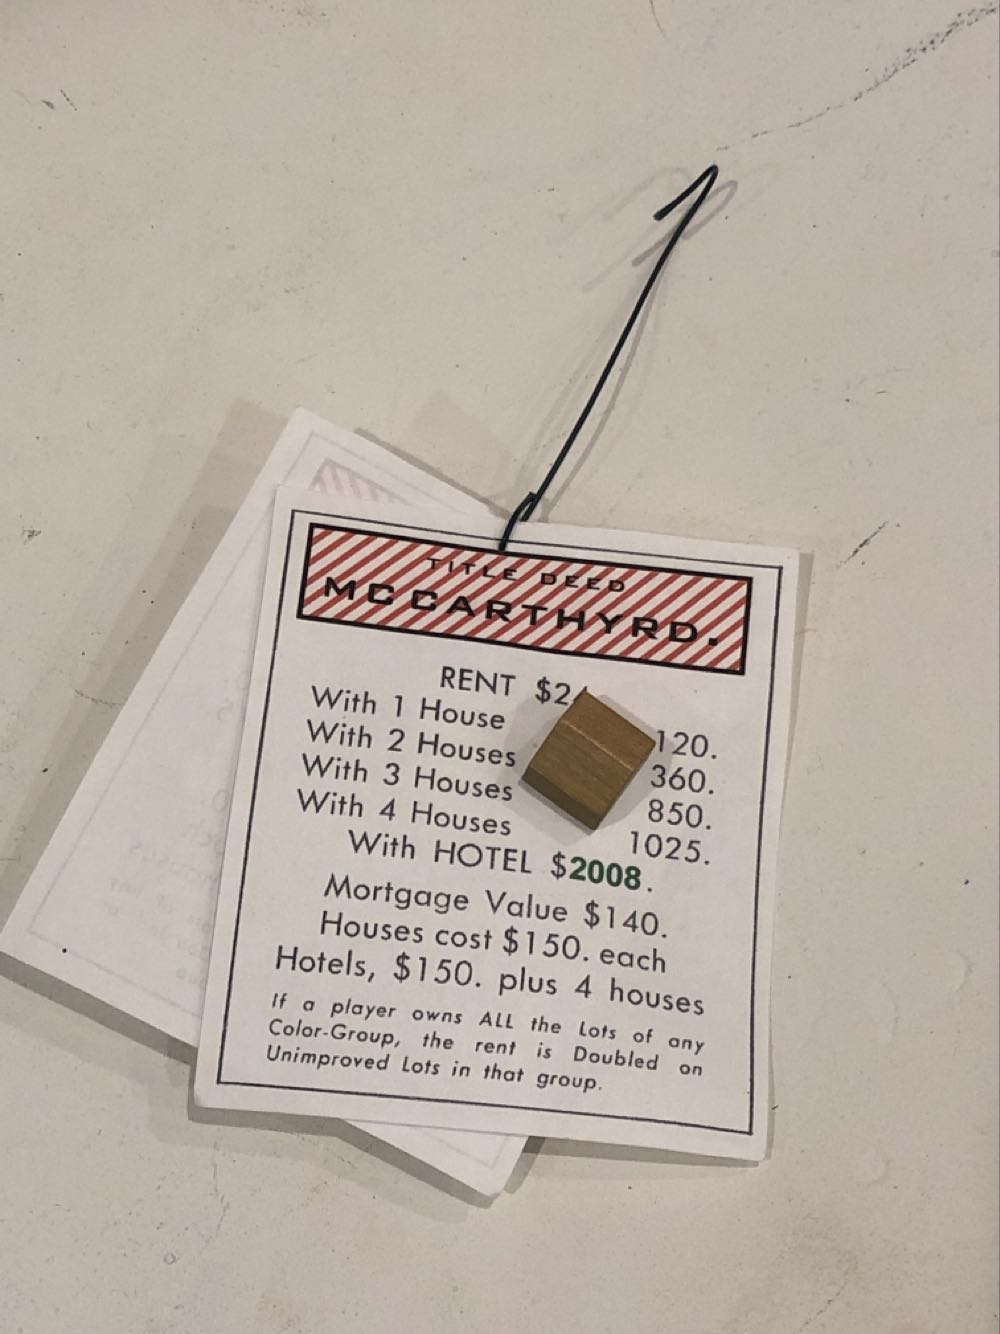 TITLE DEED
MC CARTHYRD.
RENT
With 1 House 120.
With 2 Houses 360.
With 3 Houses 850.
With 4 Houses 1025.
With HOTEL $2008.
Mortgage Value $140.
Houses cost $150. each
Hotels, $150. plus 4 houses
If a player owns ALL the Lots of any
Color-Group, the rent is Doubled on
Unimproved Lots in that group.